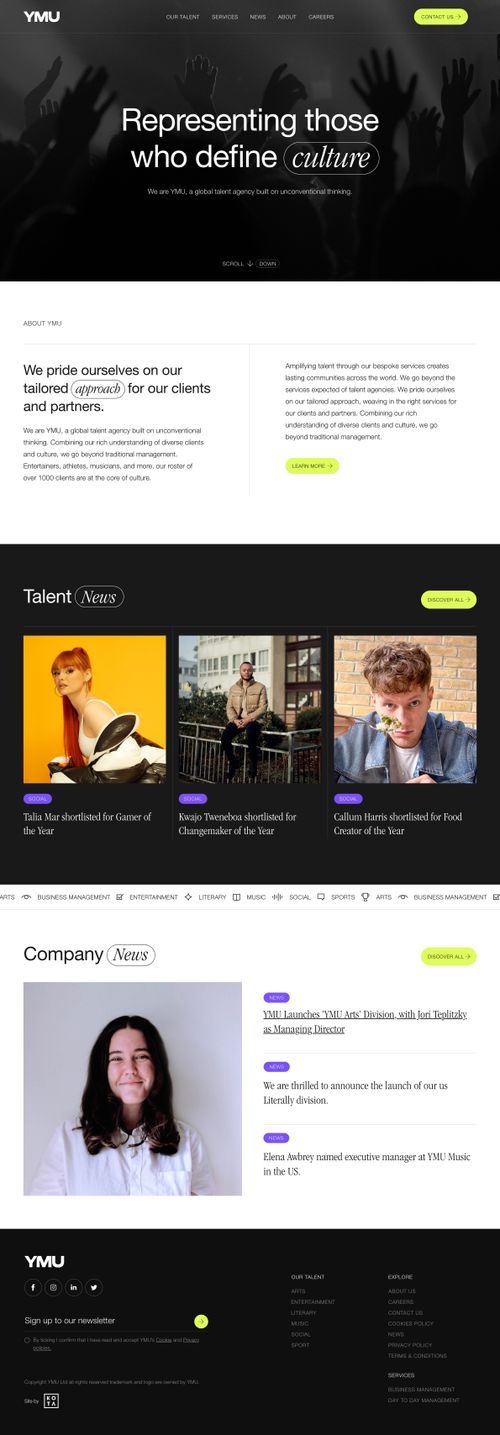 YMU
OUR TALENT
SERVICES
NEWS
ABOUT
CAREERS
CONTACT US
Representing those
who define culture
We are YMU, a global talent agency built on unconventional thinking.
SCROLL DOWN
ABOUT YMU
We pride ourselves on our
tailored approach for our clients
and partners.
We are YMU, a global talent agency built on unconventional
thinking. Combining our rich understanding of diverse clients
and culture, we go beyond traditional management.
Entertainers, athletes, musicians, and more, our roster of
over 1000 clients are at the core of culture.
Amplifying talent through our bespoke services creates
lasting communities across the world. We go beyond the
services expected of talent agencies. We pride ourselves
on our tailored approach, weaving in the right services for
our clients and partners. Combining our rich
understanding of diverse clients and culture, we go
beyond traditional management.
LEARN MORE
Talent News
DISCOVER ALL
SOCIAL
Talia Mar shortlisted for Gamer of
the Year
SOCIAL
Kwajo Tweneboa shortlisted for
Changemaker of the Year
SOCIAL
Callum Harris shortlisted for Food
Creator of the Year
ARTS BUSINESS MANAGEMENT ENTERTAINMENT LITERARY MUSIC SOCIAL SPORTS ARTS BUSINESS MANAGEMENT
Company News
DISCOVER ALL
NEWS
YMU Launches 'YMU Arts' Division, with Jori Teplitzky
as Managing Director
NEWS
We are thrilled to announce the launch of our us
Literally division.
NEWS
Elena Awbrey named executive manager at YMU Music
in the US.
YMU
Sign up to our newsletter
By ticking I confirm that I have read and accept YMU's Cookie and Privacy
policies.
Copyright YMU Ltd all rights reserved trademark and logo are owned by YMU.
Site by KOTA
OUR TALENT
ARTS
ENTERTAINMENT
LITERARY
MUSIC
SOCIAL
SPORT
EXPLORE
ABOUT US
CAREERS
CONTACT US
COOKIES POLICY
NEWS
PRIVACY POLICY
TERMS & CONDITIONS
SERVICES
BUSINESS MANAGEMENT
DAY TO DAY MANAGEMENT